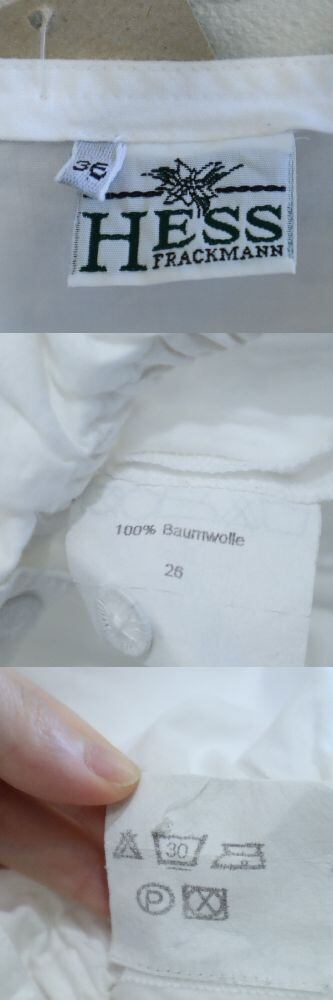 36
HESS
FRACKMANN
100% Baumwolle
26
30
P